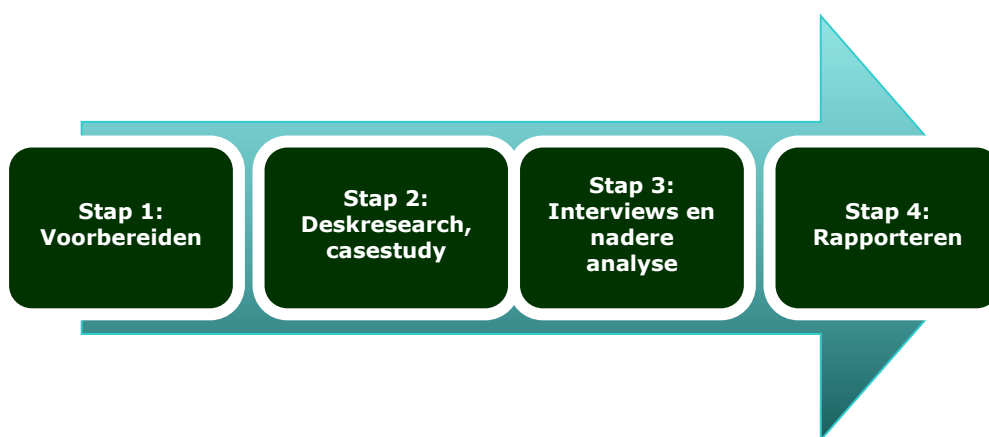 Stap 1:
Voorbereiden
Stap 2:
Deskresearch,
casestudy
Stap 3:
Interviews en
nadere
analyse
Stap 4:
Rapporteren